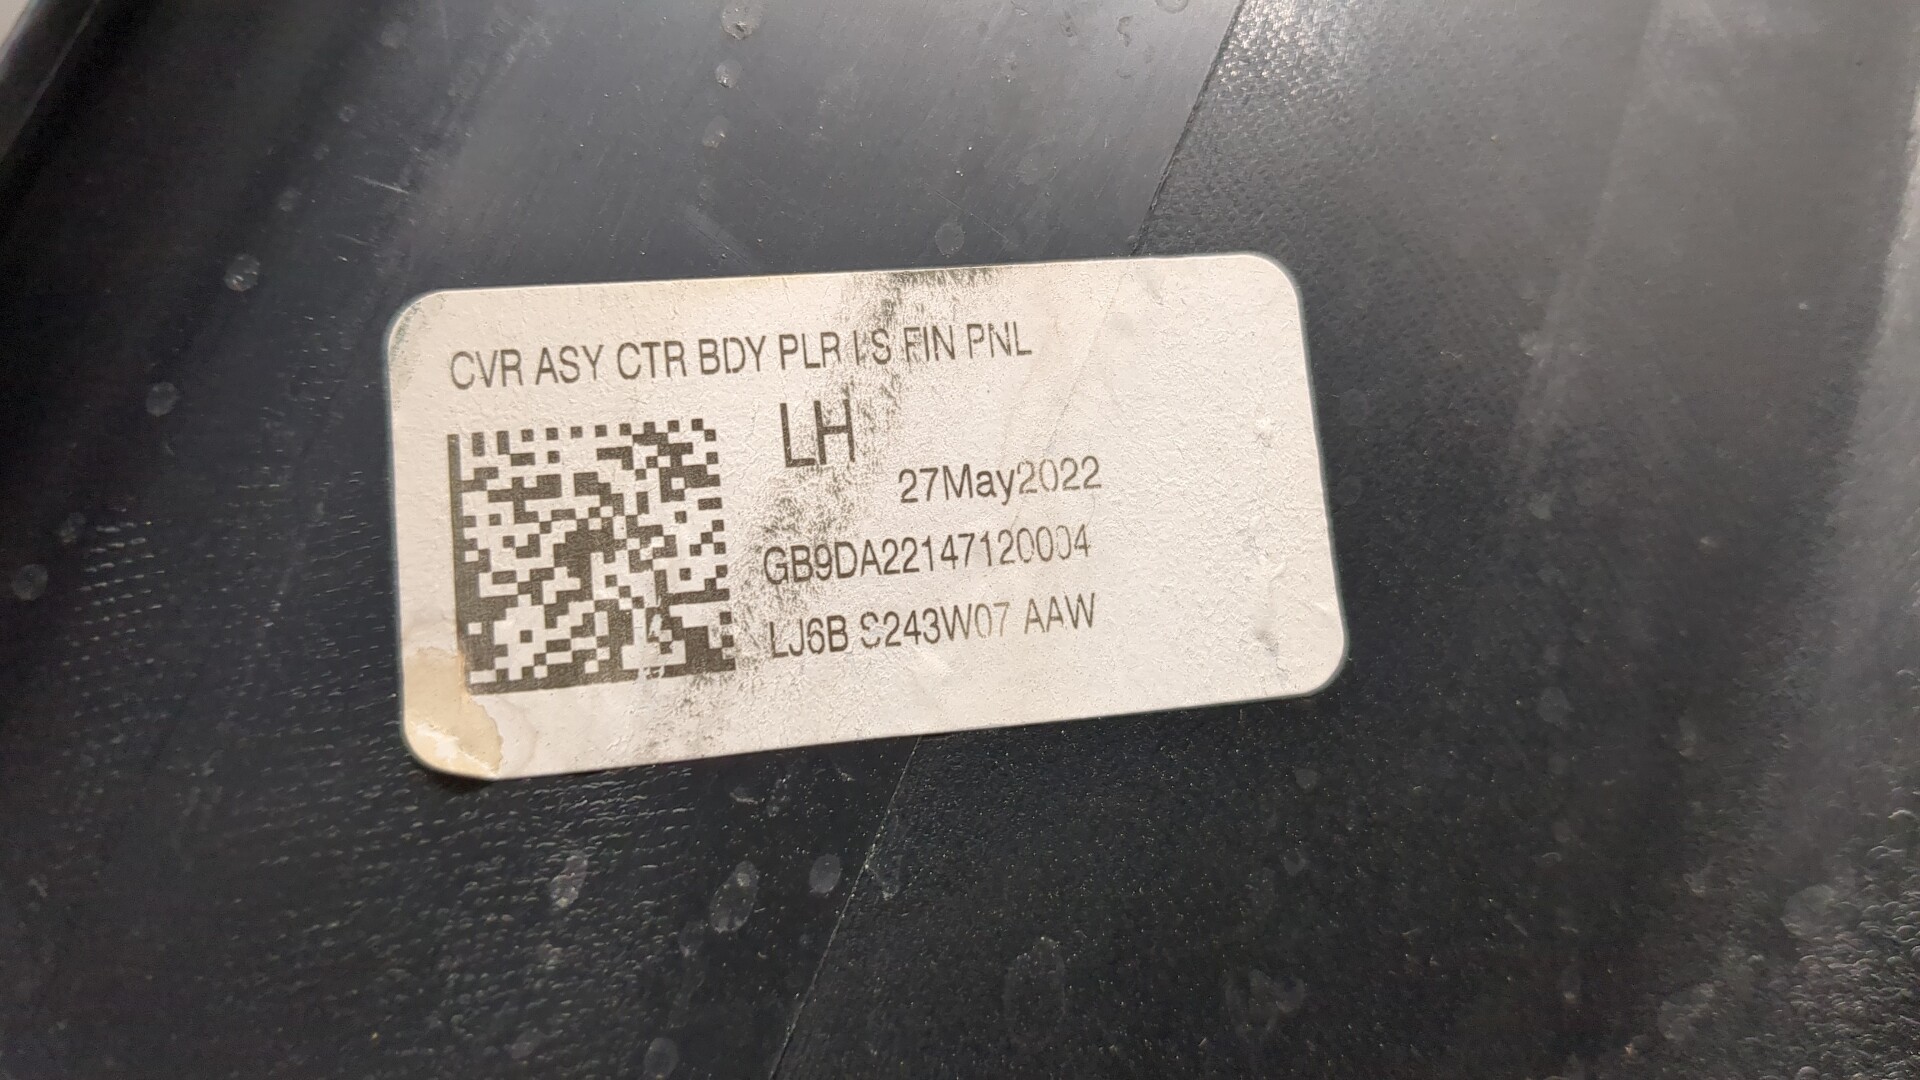 CVR ASY CTR BDY PLR I/S FIN PNL
LH
27May2022
GB9DA22147120004
LJ6B S243W07 AAW